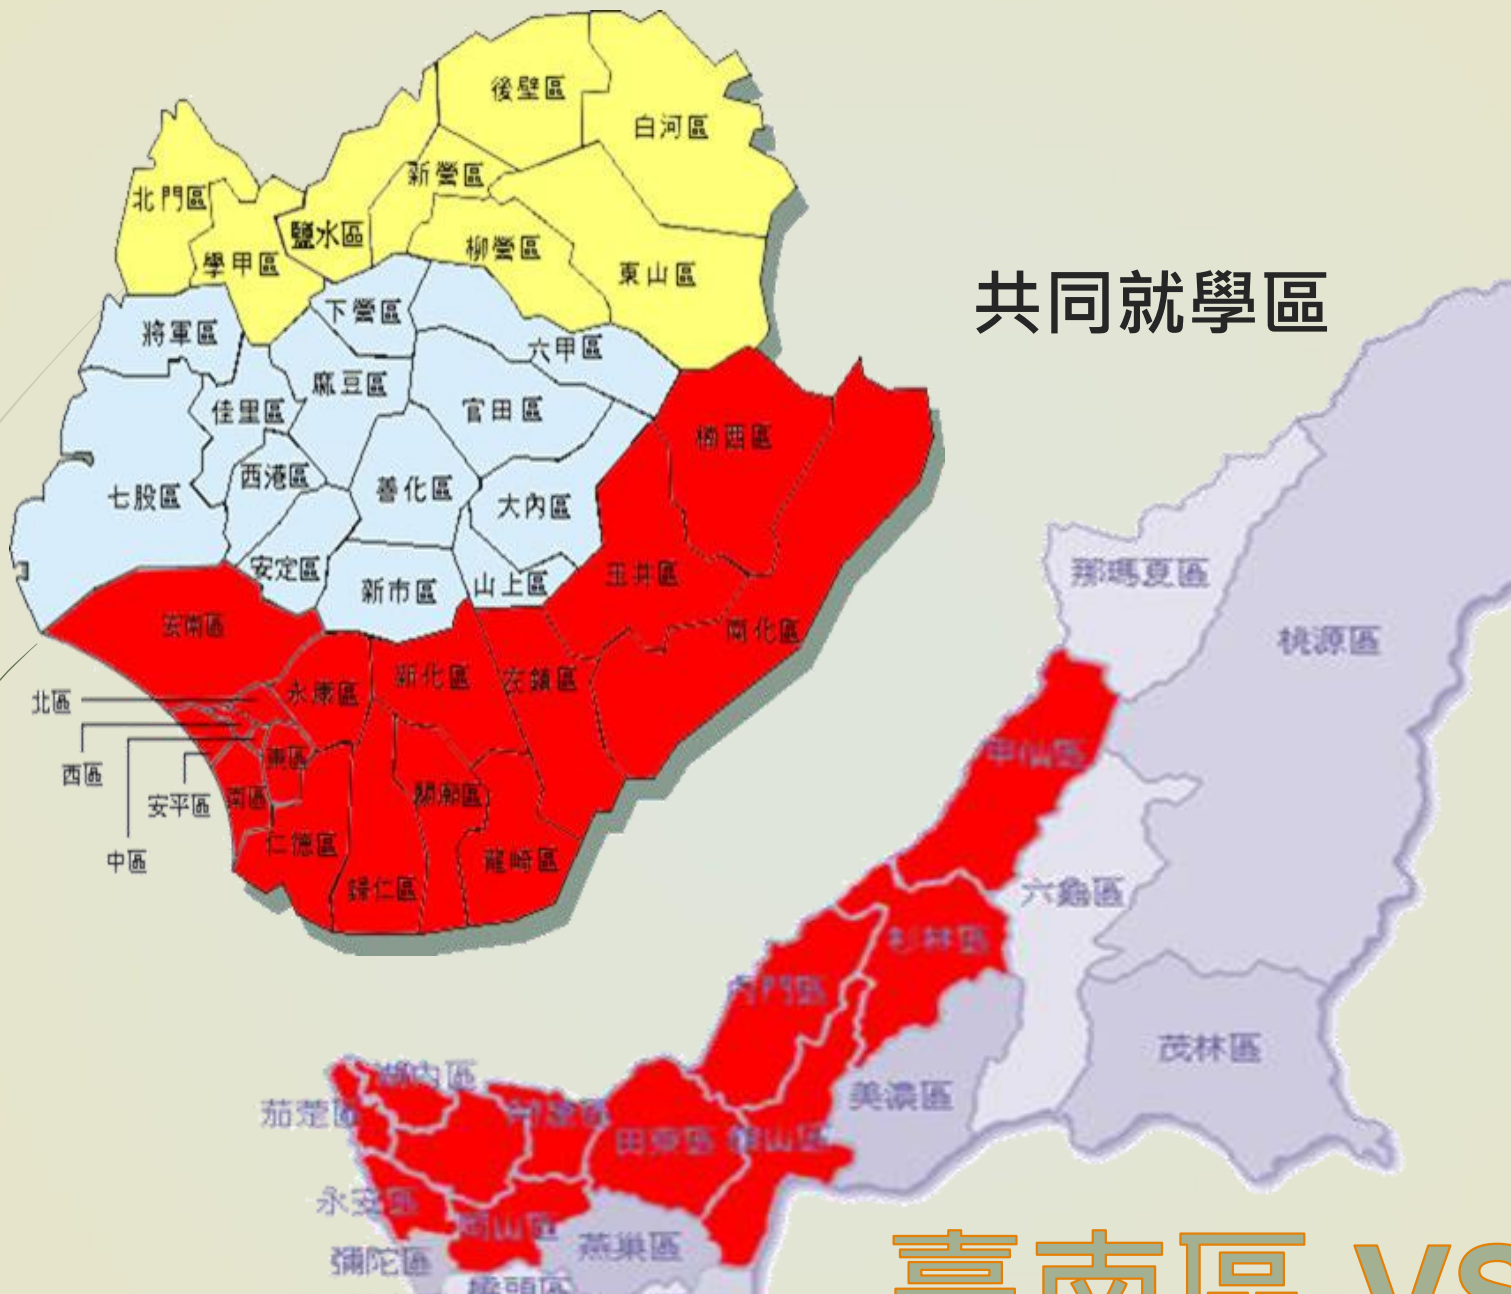 後壁區
白河區
新營區
北門區
鹽水區
柳營區
學甲區
東山區
共同就學區
下營區
將軍區
六甲區
麻豆區
佳里區
官田區
楠西區
西港區
善化區
七股區
大內區
安定區
玉井區
那瑪夏區
新市區
山上區
安南區
南化區
桃源區
新化區
左鎮區
永康區
北區
東區
西區
甲仙區
安平區
南區
關廟區
中區
仁德區
龍崎區
歸仁區
六龜區
杉林區
內門區
茂林區
湖內區
美濃區
茄萣區
阿蓮區
田寮區
旗山區
永安區
岡山區
燕巢區
彌陀區
橋頭區
臺南區 VS